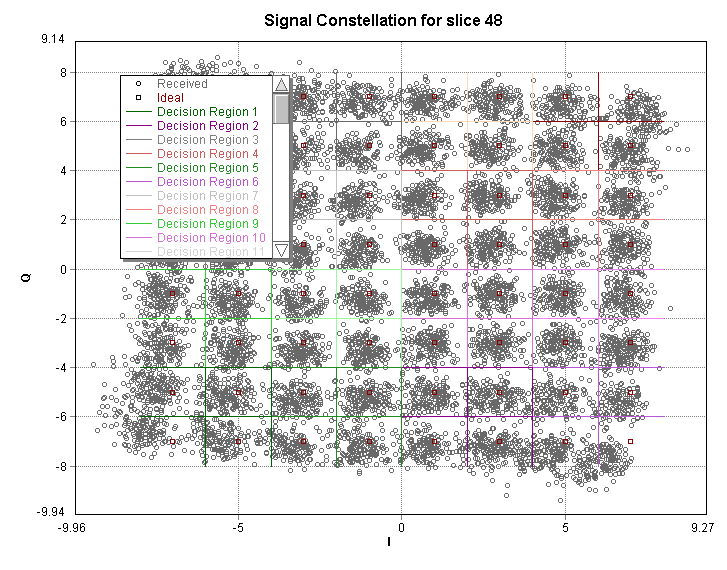 Signal Constellation for slice 48
9.14
8
6
4
2
0
-2
-4
-6
-8
-9.94
Q
Received
Ideal
Decision Region 1
Decision Region 2
Decision Region 3
Decision Region 4
Decision Region 5
Decision Region 6
Decision Region 7
Decision Region 8
Decision Region 9
Decision Region 10
Decision Region 11
-9.96
-5
0
5
9.27
I